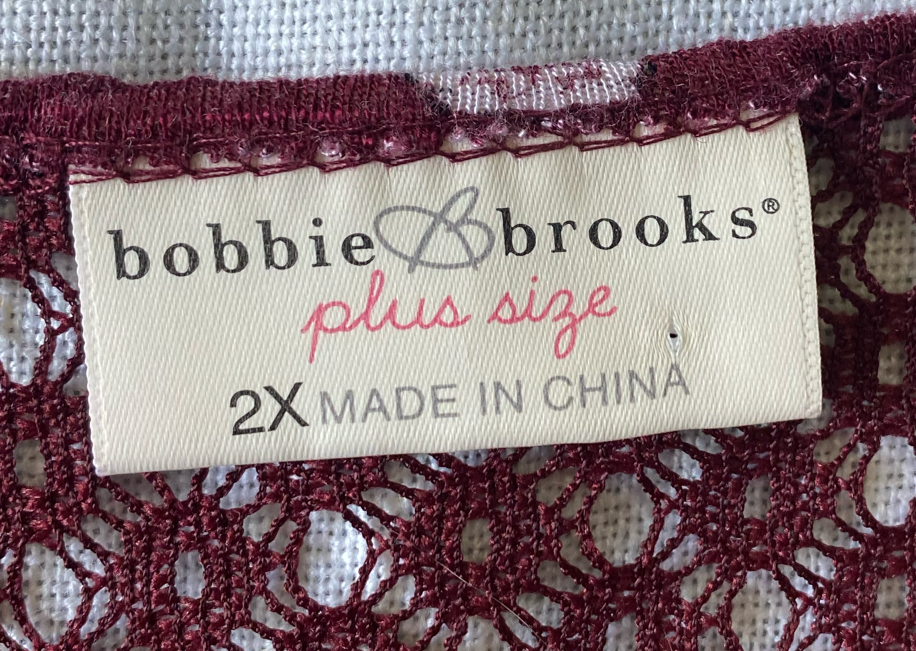 bobbie B brooks®
plus size
2X MADE IN CHINA